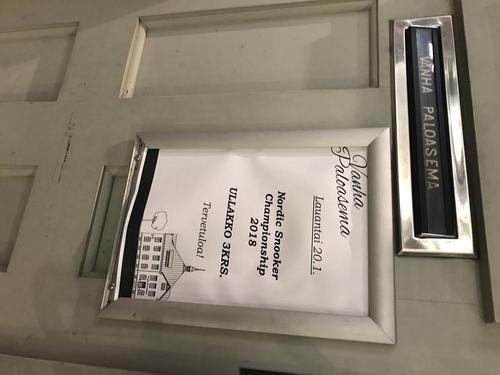 VANHA PALOASEMA
Vanha
Paloasema
Lauantai 20.1.
Nordic Snooker
Championship
2018
ULLAKKO 3KRS.
Tervetuloa!